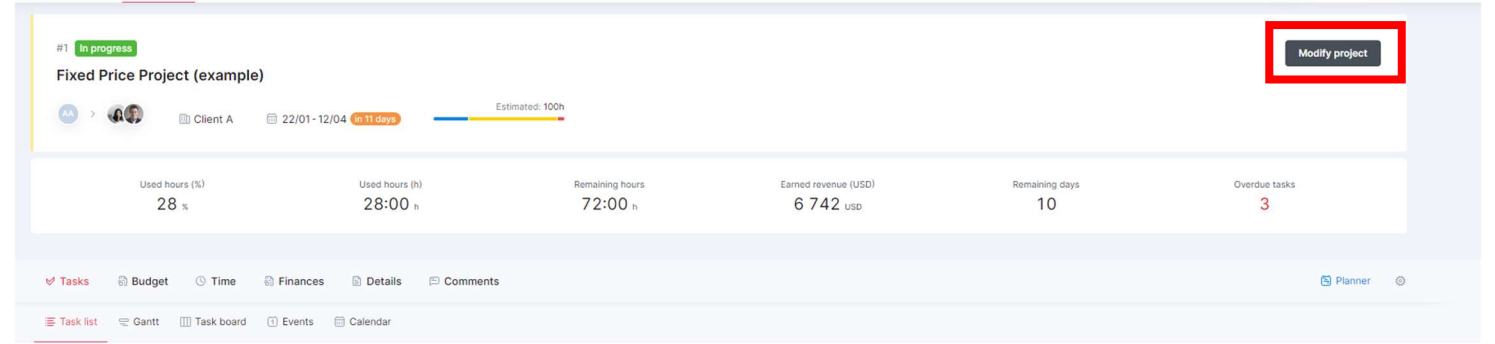 #1 In progress
Modify project
Fixed Price Project (example)
AA
Client A
22/01 - 12/04 in 11 days
Estimated: 100h
Used hours (%)
Used hours (h)
Remaining hours
Earned revenue (USD)
Remaining days
Overdue tasks
28 %
28:00 h
72:00 h
6 742 USD
10
3
Tasks Budget Time Finances Details Comments Planner
Task list Gantt Task board Events Calendar